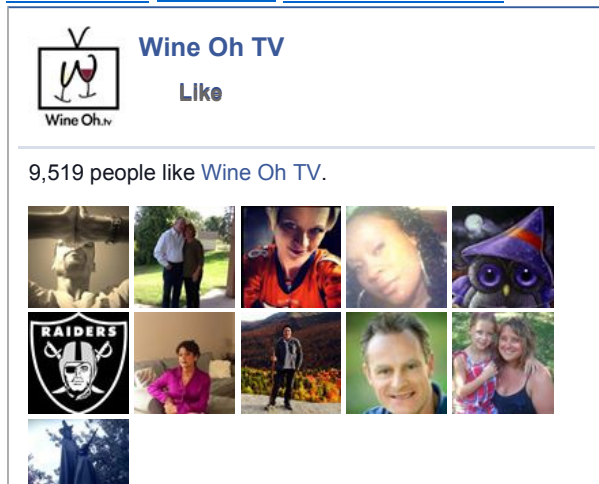 Wine Oh TV
Like
Wine Oh.tv
9,519 people like Wine Oh TV.
RAIDERS